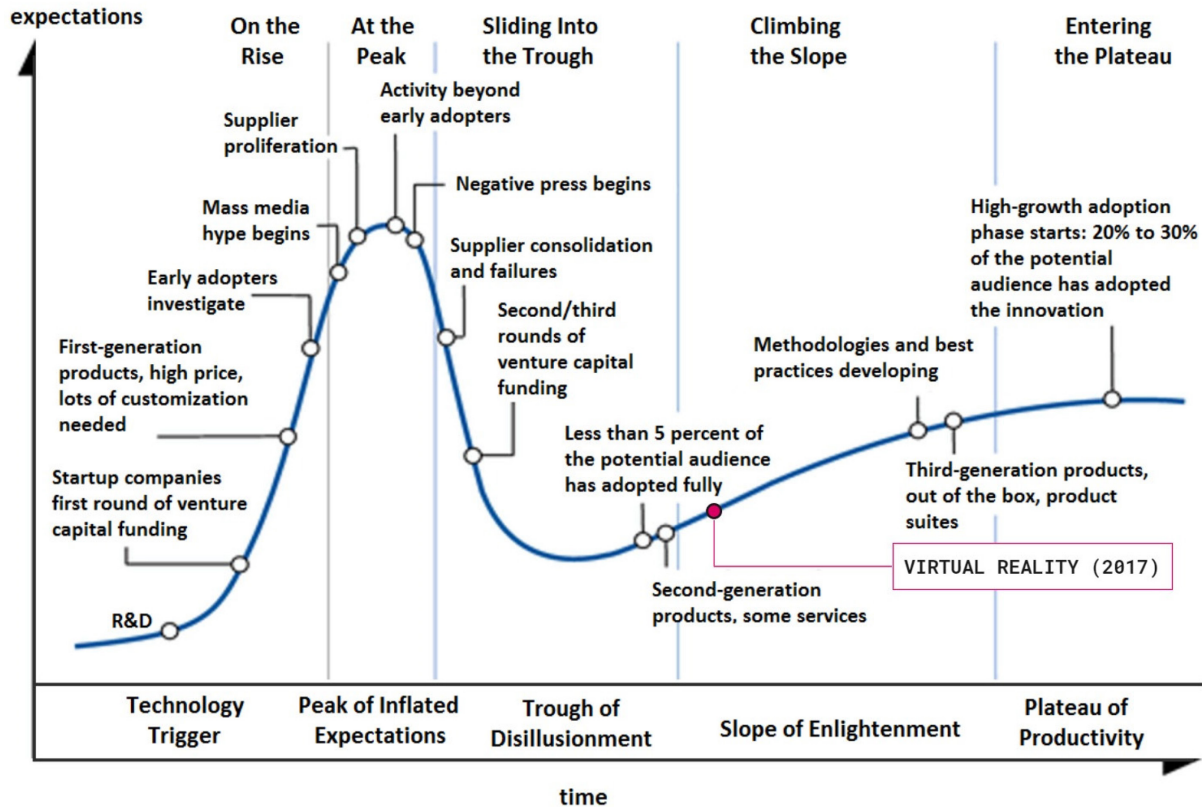 expectations
On the
Rise
At the
Peak
Sliding Into
the Trough
Climbing
the Slope
Entering
the Plateau
Activity beyond
early adopters
Supplier
proliferation
Negative press begins
Mass media
hype begins
Supplier consolidation
and failures
Early adopters
investigate
Second/third
rounds of
venture capital
funding
High-growth adoption
phase starts: 20% to 30%
of the potential
audience has adopted
the innovation
First-generation
products, high price,
lots of customization
needed
Methodologies and best
practices developing
Less than 5 percent of
the potential audience
has adopted fully
Startup companies
first round of venture
capital funding
Third-generation products,
out of the box, product
suites
VIRTUAL REALITY (2017)
Second-generation
products, some services
R&D
Technology
Trigger
Peak of Inflated
Expectations
Trough of
Disillusionment
Slope of Enlightenment
Plateau of
Productivity
time